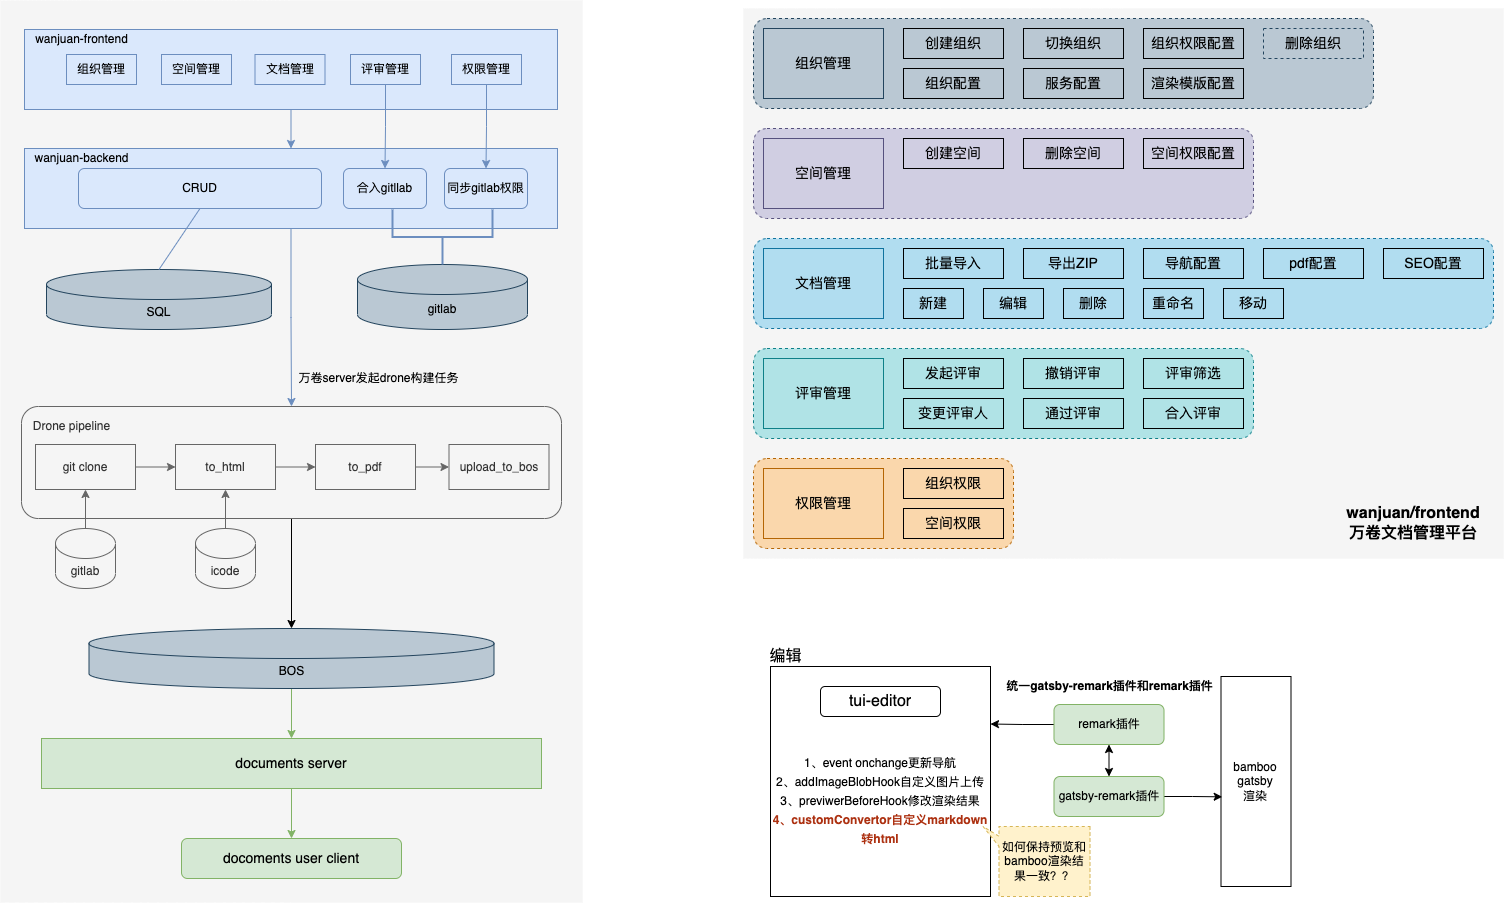 wanjuan-frontend
组织管理
空间管理
文档管理
评审管理
权限管理
wanjuan-backend
CRUD
合入gitllab
同步gitlab权限
SQL
gitlab
万卷server发起drone构建任务
Drone pipeline
git clone
to_html
to_pdf
upload_to_bos
gitlab
icode
BOS
documents server
docoments user client
组织管理
创建组织
切换组织
组织权限配置
删除组织
组织配置
服务配置
渲染模版配置
空间管理
创建空间
删除空间
空间权限配置
文档管理
批量导入
导出ZIP
导航配置
pdf配置
SEO配置
新建
编辑
删除
重命名
移动
评审管理
发起评审
撤销评审
评审筛选
变更评审人
通过评审
合入评审
权限管理
组织权限
空间权限
wanjuan/frontend
万卷文档管理平台
编辑
tui-editor
1、event onchange更新导航
2、addImageBlobHook自定义图片上传
3、previwerBeforeHook修改渲染结果
4、customConvertor自定义markdown
转html
统一gatsby-remark插件和remark插件
remark插件
gatsby-remark插件
如何保持预览和
bamboo渲染结
果一致？？
bamboo
gatsby
渲染